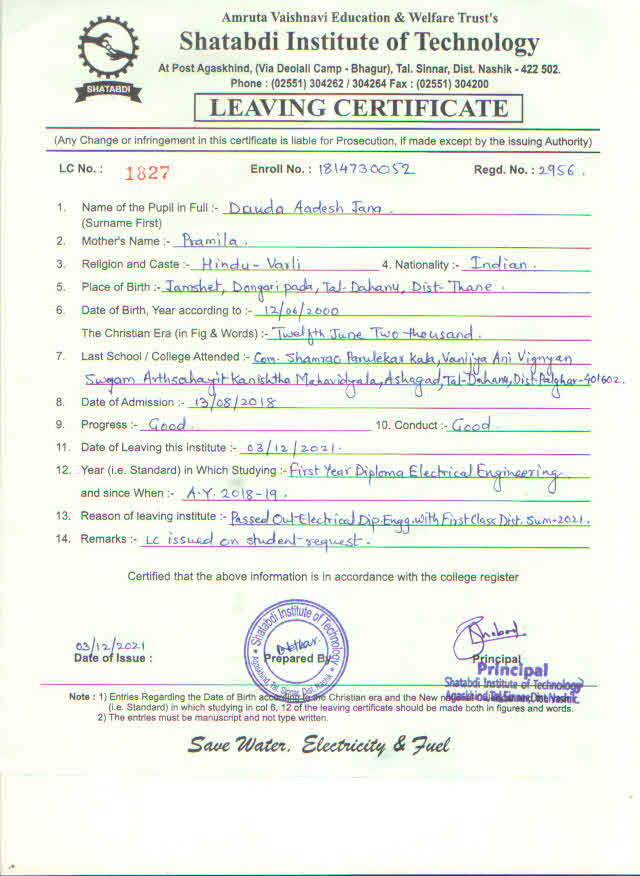 Amruta Vaishnavi Education & Welfare Trust's
Shatabdi Institute of Technology
SHATABDI
At Post Agaskhind, (Via Deolali Camp - Bhagur), Tal. Sinnar, Dist. Nashik - 422 502.
Phone : (02551) 304262 / 304264 Fax : (02551) 304200
LEAVING CERTIFICATE
(Any Change or infringement in this certificate is liable for Prosecution, if made except by the issuing Authority)
LC No. : 1827 Enroll No. : 1814730052 Regd. No. : 2956.
1. Name of the Pupil in Full :- Dauda Aadesh Jana.
(Surname First)
2. Mother's Name :- Pramila.
3. Religion and Caste :- Hindu-Varli 4. Nationality :- Indian.
5. Place of Birth :- Jamshet, Dongaripada, Tal-Dahanu, Dist-Thane.
6. Date of Birth, Year according to :- 12/06/2000
The Christian Era (in Fig & Words) :- Twelfth June Two thousand.
7. Last School / College Attended :- Com. Shamrao Parulekar Kala, Vanijya Ani Vignyan
Swayam Arthsahayit Kanishtha Mahavidyala, Ashagad, Tal-Dahanu, Dist Palghar-401602.
8. Date of Admission :- 13/08/2018
9. Progress :- Good. 10. Conduct :- Good.
11. Date of Leaving this institute :- 03/12/2021.
12. Year (i.e. Standard) in Which Studying :- First Year Diploma Electrical Engineering
and since When :- A.Y. 2018-19.
13. Reason of leaving institute :- Passed Out Electrical Dip. Engg. With First Class Dist. Sum-2021.
14. Remarks :- LC issued on student request.
Certified that the above information is in accordance with the college register
03/12/2021
Date of Issue :
Shatabdi Institute of Technology
Agaskhind, Tal. Sinnar, Dist. Nashik
Prepared By
Principal
Principal
Shatabdi Institute of Technology
Agaskhind, Tal. Sinnar, Dist. Nashik.
Note : 1) Entries Regarding the Date of Birth according to the Christian era and the New
(i.e. Standard) in which studying in col 6, 12 of the leaving certificate should be made both in figures and words.
2) The entries must be manuscript and not type written.
Save Water, Electricity & Fuel